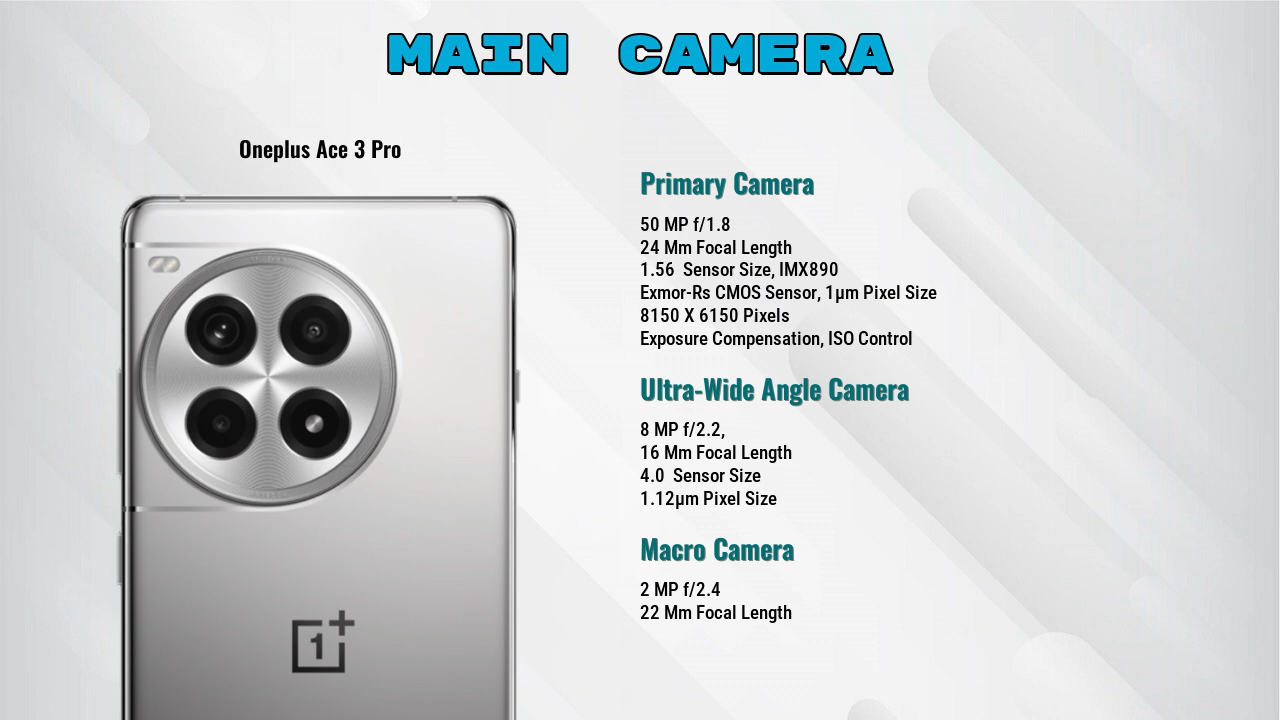 MAIN CAMERA
Oneplus Ace 3 Pro
Primary Camera
50 MP f/1.8
24 Mm Focal Length
1.56  Sensor Size, IMX890
Exmor-Rs CMOS Sensor, 1µm Pixel Size
8150 X 6150 Pixels
Exposure Compensation, ISO Control
Ultra-Wide Angle Camera
8 MP f/2.2,
16 Mm Focal Length
4.0  Sensor Size
1.12µm Pixel Size
Macro Camera
2 MP f/2.4
22 Mm Focal Length
1+